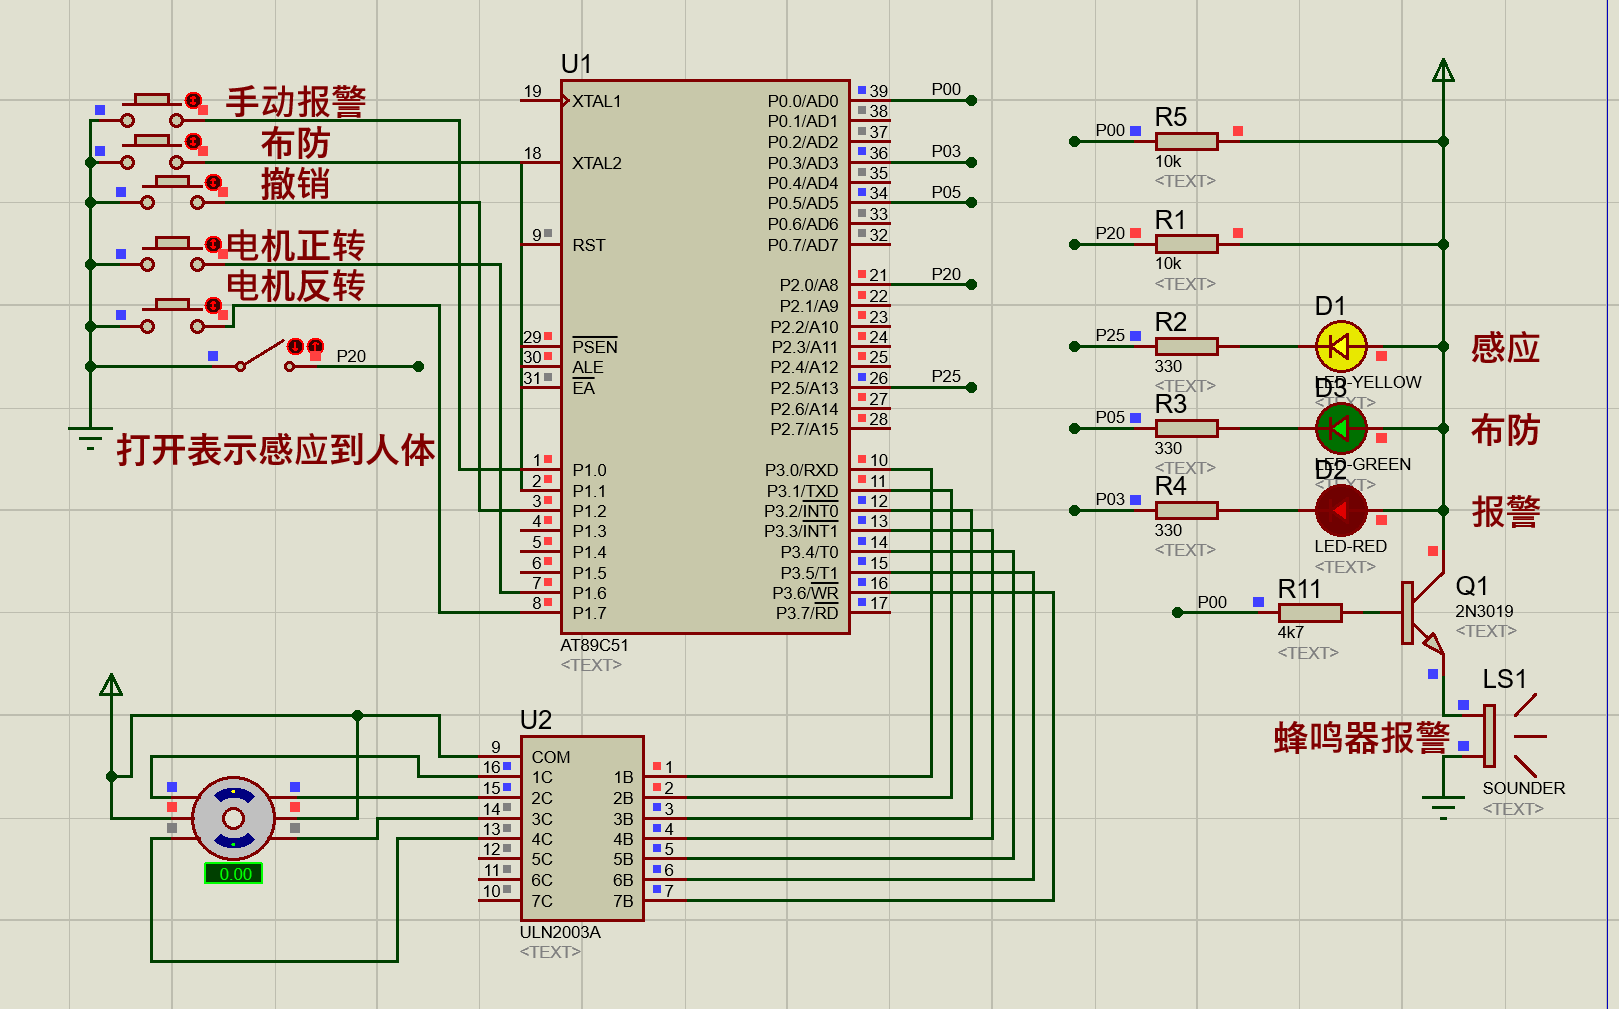 手动报警
布防
撤销
电机正转
电机反转
P20
打开表示感应到人体
U1
19 XTAL1
18 XTAL2
9 RST
29 PSEN
30 ALE
31 EA
1 P1.0
2 P1.1
3 P1.2
4 P1.3
5 P1.4
6 P1.5
7 P1.6
8 P1.7
P0.0/AD0 39 P00
P0.1/AD1 38
P0.2/AD2 37
P0.3/AD3 36 P03
P0.4/AD4 35
P0.5/AD5 34 P05
P0.6/AD6 33
P0.7/AD7 32
P2.0/A8 21 P20
P2.1/A9 22
P2.2/A10 23
P2.3/A11 24
P2.4/A12 25
P2.5/A13 26 P25
P2.6/A14 27
P2.7/A15 28
P3.0/RXD 10
P3.1/TXD 11
P3.2/INT0 12
P3.3/INT1 13
P3.4/T0 14
P3.5/T1 15
P3.6/WR 16
P3.7/RD 17
AT89C51
<TEXT>
P00 R5
10k
<TEXT>
P20 R1
10k
<TEXT>
P25 R2
330
<TEXT>
D1
LED-YELLOW
<TEXT>
感应
P05 R3
330
<TEXT>
D3
LED-GREEN
<TEXT>
布防
P03 R4
330
<TEXT>
D2
LED-RED
<TEXT>
报警
P00 R11
4k7
<TEXT>
Q1
2N3019
<TEXT>
LS1
蜂鸣器报警
SOUNDER
<TEXT>
0.00
U2
9 COM
16 1C 1B 1
15 2C 2B 2
14 3C 3B 3
13 4C 4B 4
12 5C 5B 5
11 6C 6B 6
10 7C 7B 7
ULN2003A
<TEXT>